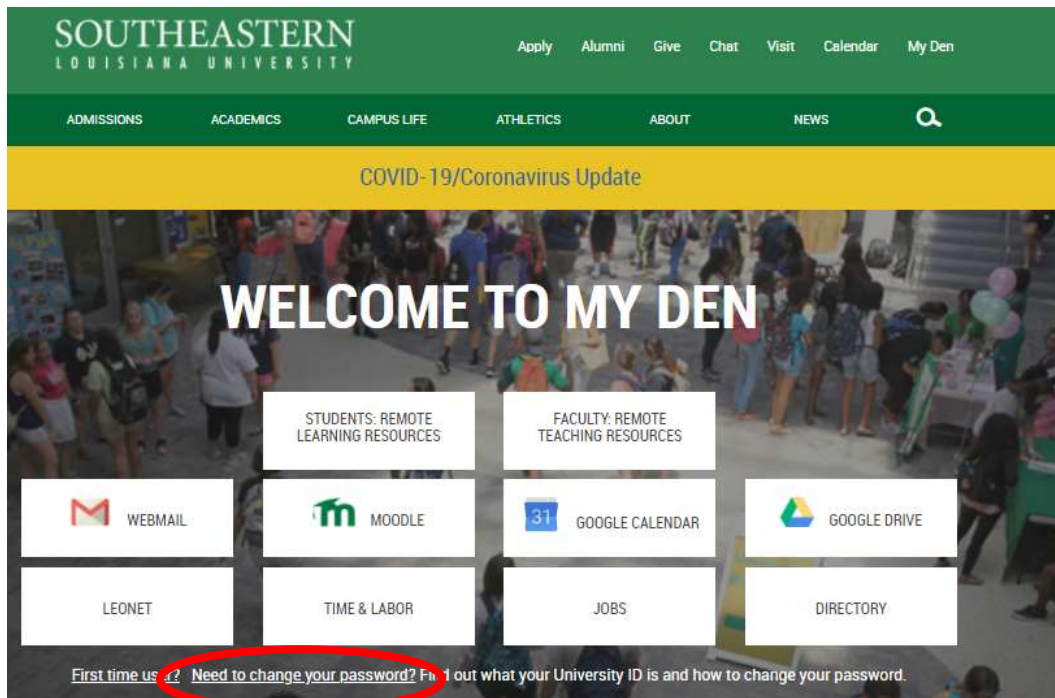 SOUTHEASTERN
LOUISIANA UNIVERSITY
Apply Alumni Give Chat Visit Calendar My Den
ADMISSIONS ACADEMICS CAMPUS LIFE ATHLETICS ABOUT NEWS
COVID-19/Coronavirus Update
WELCOME TO MY DEN
STUDENTS: REMOTE
LEARNING RESOURCES
FACULTY: REMOTE
TEACHING RESOURCES
WEBMAIL
MOODLE
31 GOOGLE CALENDAR
GOOGLE DRIVE
LEONET
TIME & LABOR
JOBS
DIRECTORY
First time user? Need to change your password? Find out what your University ID is and how to change your password.